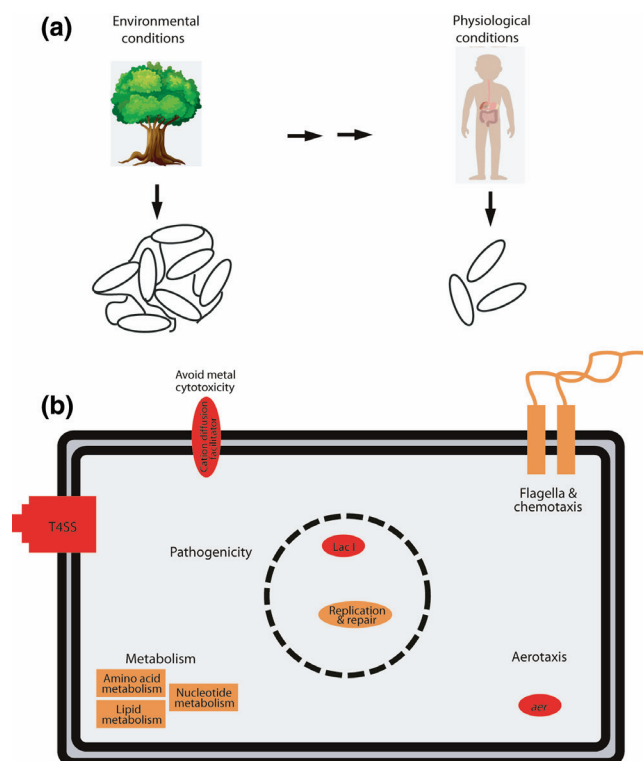 (a)
Environmental
conditions
Physiological
conditions
Avoid metal
cytotoxicity
(b)
Cation diffusion
facilitator
Flagella &
chemotaxis
T4SS
Pathogenicity
Lac I
Replication
& repair
Metabolism
Amino acid
metabolism
Nucleotide
metabolism
Lipid
metabolism
Aerotaxis
aer